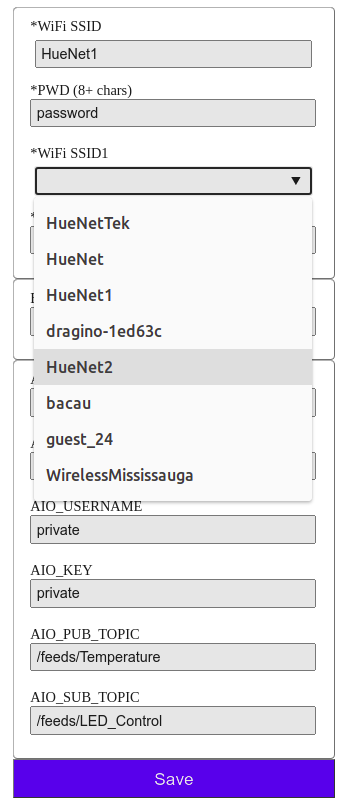 *WiFi SSID
HueNet1
*PWD (8+ chars)
password
*WiFi SSID1
HueNetTek
HueNet
HueNet1
dragino-1ed63c
HueNet2
bacau
guest_24
WirelessMississauga
AIO_USERNAME
private
AIO_KEY
private
AIO_PUB_TOPIC
/feeds/Temperature
AIO_SUB_TOPIC
/feeds/LED_Control
Save